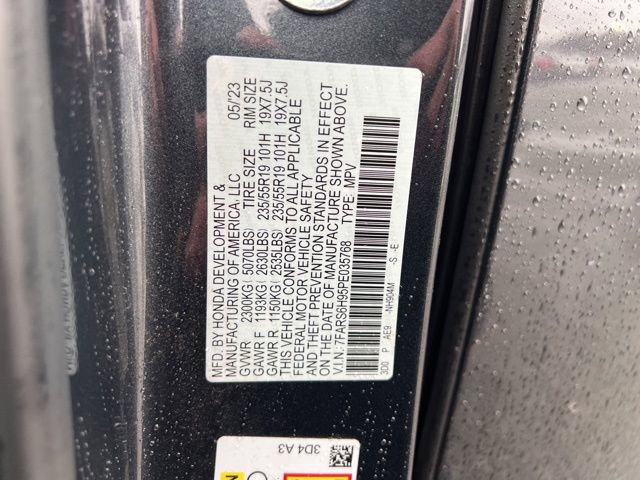 MFD. BY HONDA DEVELOPMENT & 05/'23
MANUFACTURING OF AMERICA, LLC
GVWR 2300KG( 5070LBS) TIRE SIZE RIM SIZE
GAWR F 1193KG ( 2630LBS) 235/55R19 101H 19X7.5J
GAWR R 1150KG ( 2535LBS) 235/55R19 101H 19X7.5J
THIS VEHICLE CONFORMS TO ALL APPLICABLE
FEDERAL MOTOR VEHICLE SAFETY
AND THEFT PREVENTION STANDARDS IN EFFECT
ON THE DATE OF MANUFACTURE SHOWN ABOVE.
V.I.N.:7FARS6H95PE035768 TYPE: MPV
3D0 P AE9 -NH904M -S -E
3D4 A3